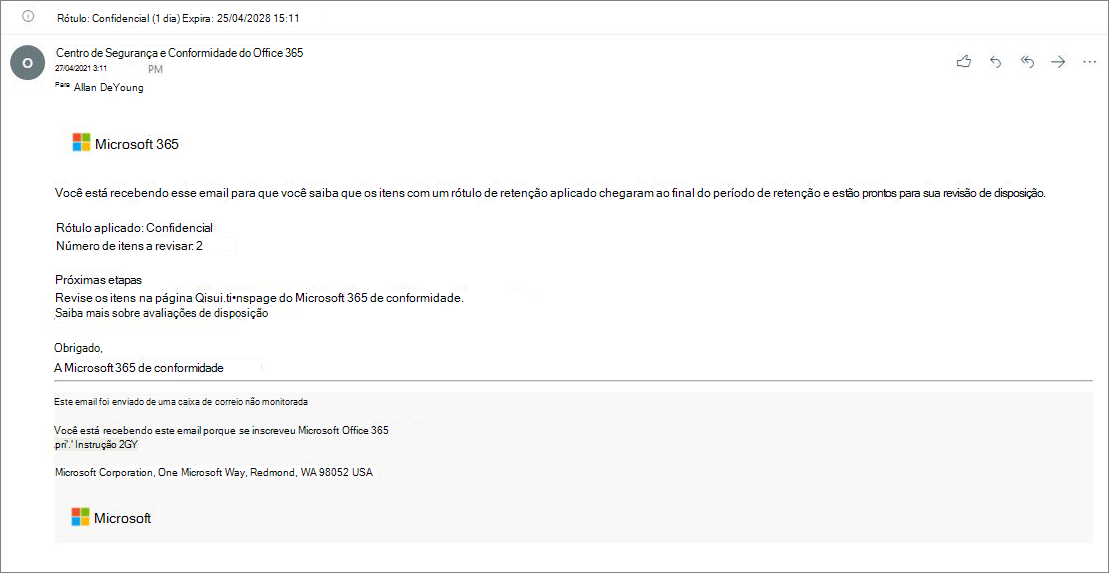 Rótulo: Confidencial (1 dia) Expira: 25/04/2028 15:11
O
Centro de Segurança e Conformidade do Office 365
27/04/2021 3:11 PM
Para Allan DeYoung
Microsoft 365
Você está recebendo esse email para que você saiba que os itens com um rótulo de retenção aplicado chegaram ao final do período de retenção e estão prontos para sua revisão de disposição.
Rótulo aplicado: Confidencial
Número de itens a revisar: 2
Próximas etapas
Revise os itens na página Qisui.ti•nspage do Microsoft 365 de conformidade.
Saiba mais sobre avaliações de disposição
Obrigado,
A Microsoft 365 de conformidade
Este email foi enviado de uma caixa de correio não monitorada
Você está recebendo este email porque se inscreveu Microsoft Office 365
.pri'.' Instrução 2GY
Microsoft Corporation, One Microsoft Way, Redmond, WA 98052 USA
Microsoft